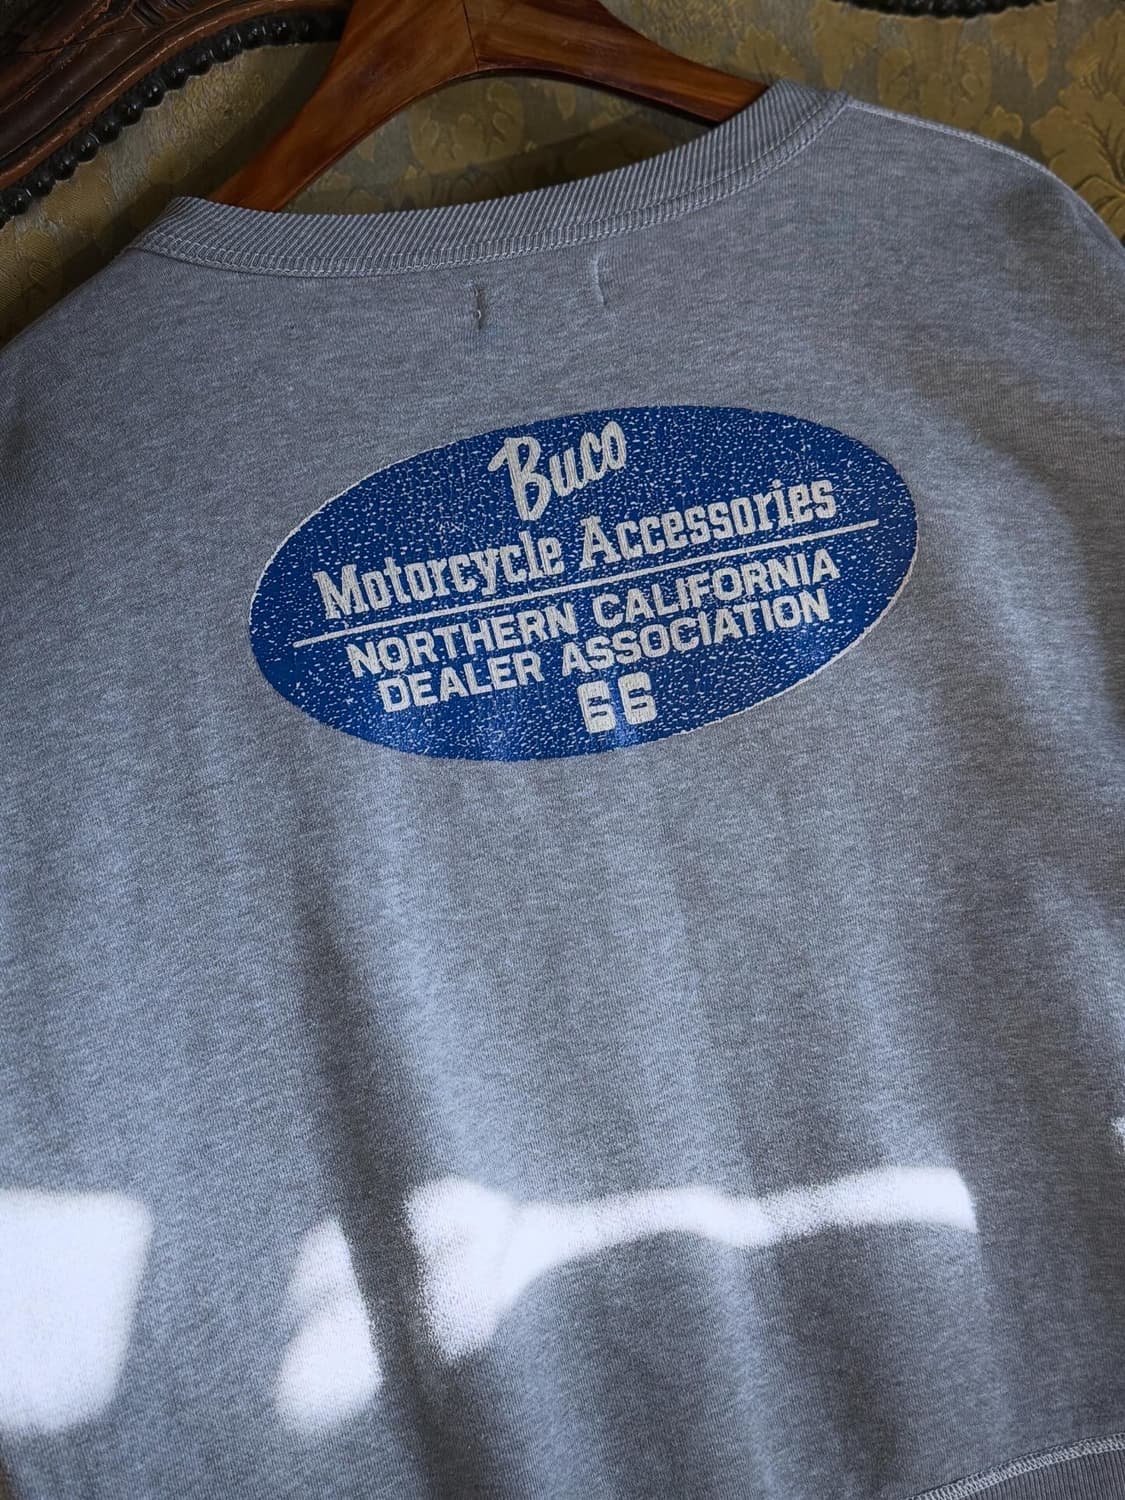 Buco
Motorcycle Accessories
NORTHERN CALIFORNIA
DEALER ASSOCIATION
66